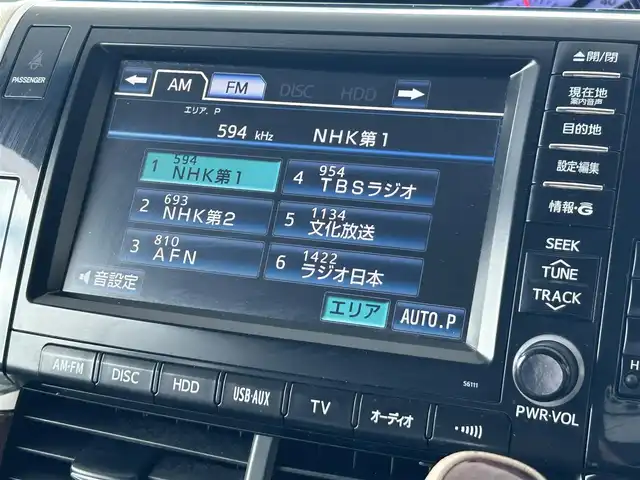 PASSENGER
AM FM DISC HDD
エリア. P
594 kHz NHK第1
1 594 NHK第1
2 693 NHK第2
3 810 AFN
4 954 TBSラジオ
5 1134 文化放送
6 1422 ラジオ日本
音設定
エリア AUTO.P
AM·FM DISC HDD USB·AUX TV オーディオ
56111
開/閉
現在地
案内音声
目的地
設定·編集
情報·G
SEEK
TUNE
TRACK
PWR·VOL